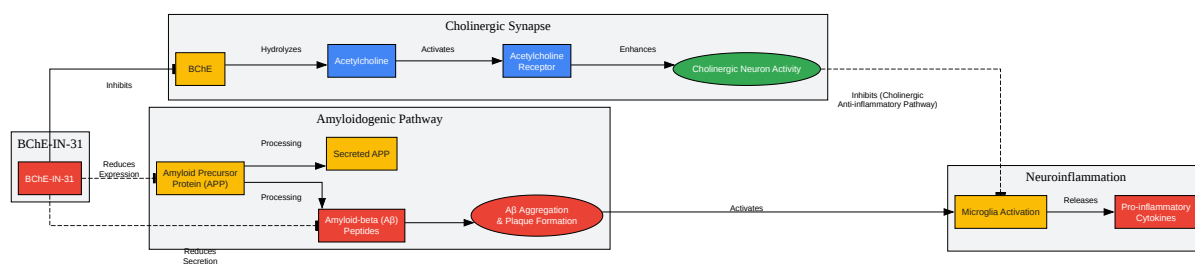 Cholinergic Synapse
BChE
Hydrolyzes
Acetylcholine
Activates
Acetylcholine
Receptor
Enhances
Cholinergic Neuron Activity
Inhibits
Inhibits (Cholinergic
Anti-inflammatory Pathway)
BChE-IN-31
BChE-IN-31
Reduces
Expression
Reduces
Secretion
Amyloidogenic Pathway
Amyloid Precursor
Protein (APP)
Processing
Secreted APP
Processing
Amyloid-beta (Aβ)
Peptides
Aβ Aggregation
& Plaque Formation
Activates
Neuroinflammation
Microglia Activation
Releases
Pro-inflammatory
Cytokines